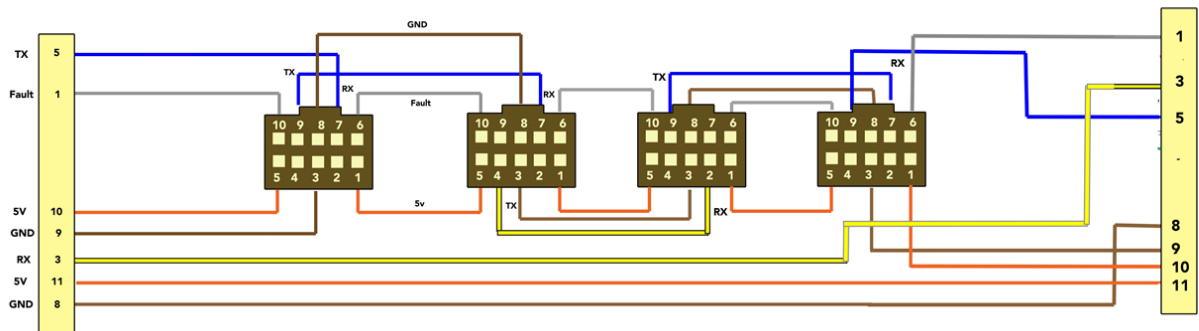 GND
TX 5
TX RX
Fault 1
Fault
RX
TX
RX
1
3
5
10 9 8 7 6
5 4 3 2 1
10 9 8 7 6
5 4 3 2 1
10 9 8 7 6
5 4 3 2 1
10 9 8 7 6
5 4 3 2 1
5V 10
5v
TX
RX
GND 9
RX 3
5V 11
GND 8
8
9
10
11